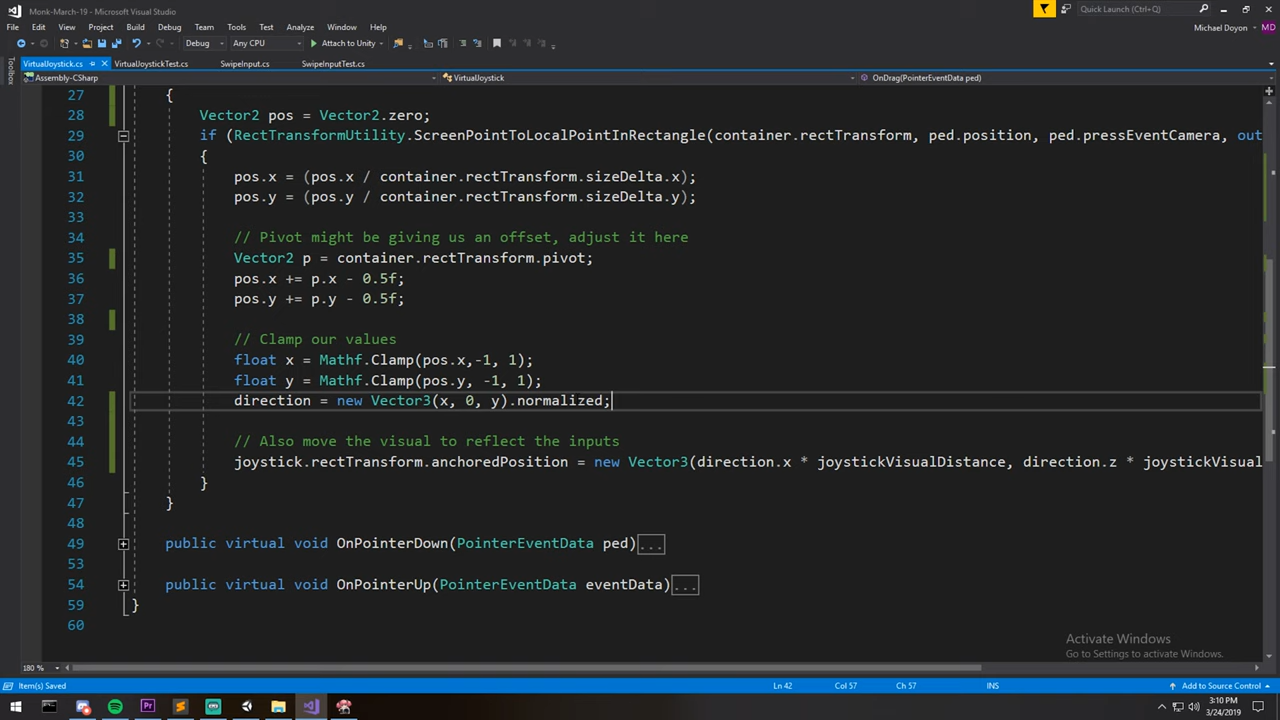 Monk-March-19 - Microsoft Visual Studio
Quick Launch (Ctrl+Q)
File Edit View Project Build Debug Team Tools Test Analyze Window Help
Michael Doyon
MD
Debug Any CPU Attach to Unity
Toolbox
VirtualJoystick.cs VirtualJoystickTest.cs SwipeInput.cs SwipeInputTest.cs
Assembly-CSharp VirtualJoystick OnDrag(PointerEventData ped)
27 {
28 Vector2 pos = Vector2.zero;
29 if (RectTransformUtility.ScreenPointToLocalPointInRectangle(container.rectTransform, ped.position, ped.pressEventCamera, out
30 {
31 pos.x = (pos.x / container.rectTransform.sizeDelta.x);
32 pos.y = (pos.y / container.rectTransform.sizeDelta.y);
33
34 // Pivot might be giving us an offset, adjust it here
35 Vector2 p = container.rectTransform.pivot;
36 pos.x += p.x - 0.5f;
37 pos.y += p.y - 0.5f;
38
39 // Clamp our values
40 float x = Mathf.Clamp(pos.x,-1, 1);
41 float y = Mathf.Clamp(pos.y, -1, 1);
42 direction = new Vector3(x, 0, y).normalized;
43
44 // Also move the visual to reflect the inputs
45 joystick.rectTransform.anchoredPosition = new Vector3(direction.x * joystickVisualDistance, direction.z * joystickVisual
46 }
47 }
48
49 public virtual void OnPointerDown(PointerEventData ped)...
53
54 public virtual void OnPointerUp(PointerEventData eventData)...
59 }
60
Activate Windows
Go to Settings to activate Windows.
180 %
Item(s) Saved Ln 42 Col 57 Ch 57 INS Add to Source Control
3:10 PM
3/24/2019